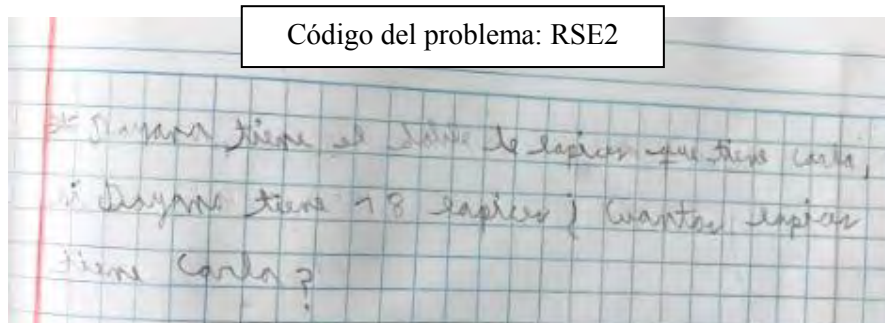 Código del problema: RSE2
* Dayana tiene el doble de lapices que tiene Carla,
si Dayana tiene 18 lapices ¿ Cuantos lapices
tiene Carla?